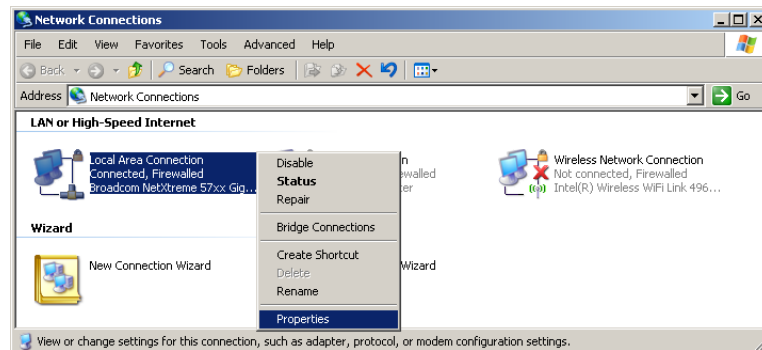 Network Connections
File Edit View Favorites Tools Advanced Help
Back Search Folders
Address Network Connections Go
LAN or High-Speed Internet
Local Area Connection
Connected, Firewalled
Broadcom NetXtreme 57xx Gig...
Disable
Status
Repair
Bridge Connections
Create Shortcut
Delete
Rename
Properties
Wireless Network Connection
Not connected, Firewalled
Intel(R) Wireless WiFi Link 496...
Wizard
New Connection Wizard
Wizard
View or change settings for this connection, such as adapter, protocol, or modem configuration settings.